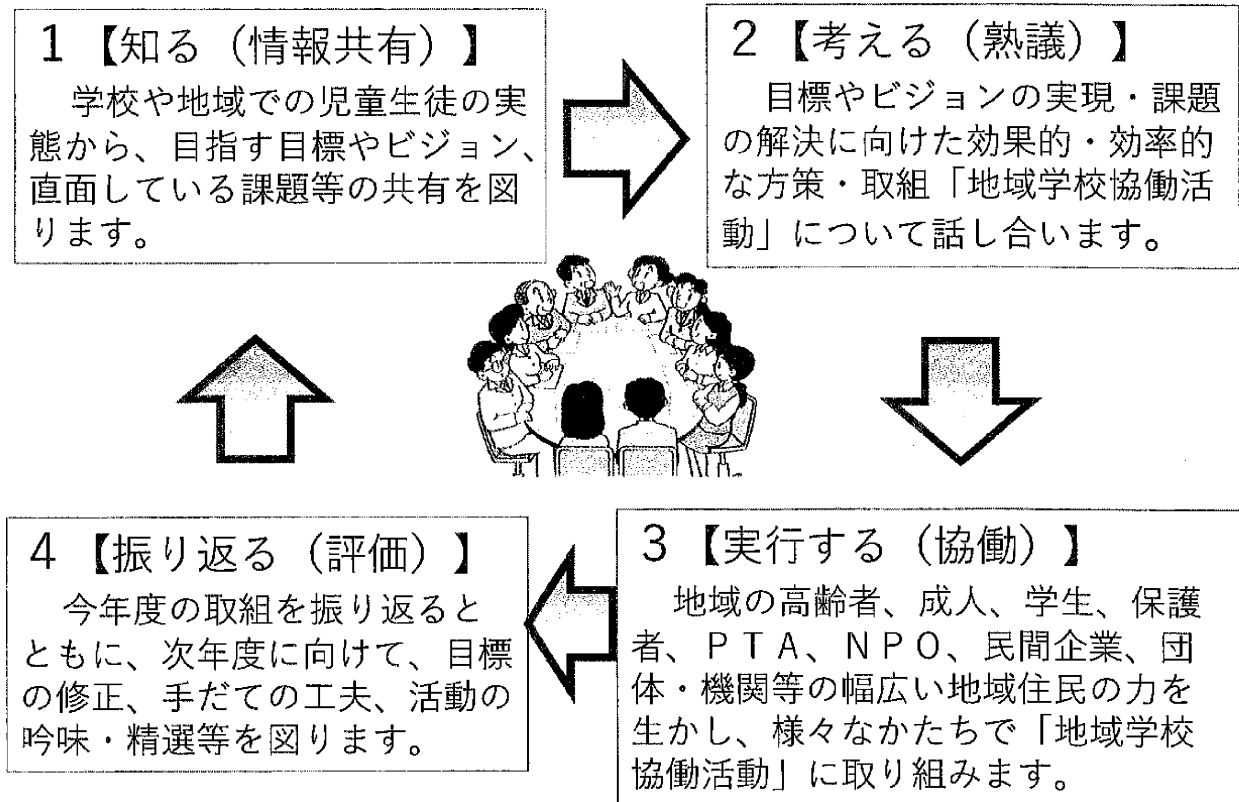 1【知る（情報共有）】
学校や地域での児童生徒の実
態から、目指す目標やビジョン、
直面している課題等の共有を図
ります。
2【考える（熟議）】
目標やビジョンの実現・課題
の解決に向けた効果的・効率的
な方策・取組「地域学校協働活
動」について話し合います。
3【実行する（協働）】
地域の高齢者、成人、学生、保護
者、ＰＴＡ、ＮＰＯ、民間企業、団
体・機関等の幅広い地域住民の力を
生かし、様々なかたちで「地域学校
協働活動」に取り組みます。
4【振り返る（評価）】
今年度の取組を振り返ると
ともに、次年度に向けて、目標
の修正、手だての工夫、活動の
吟味・精選等を図ります。